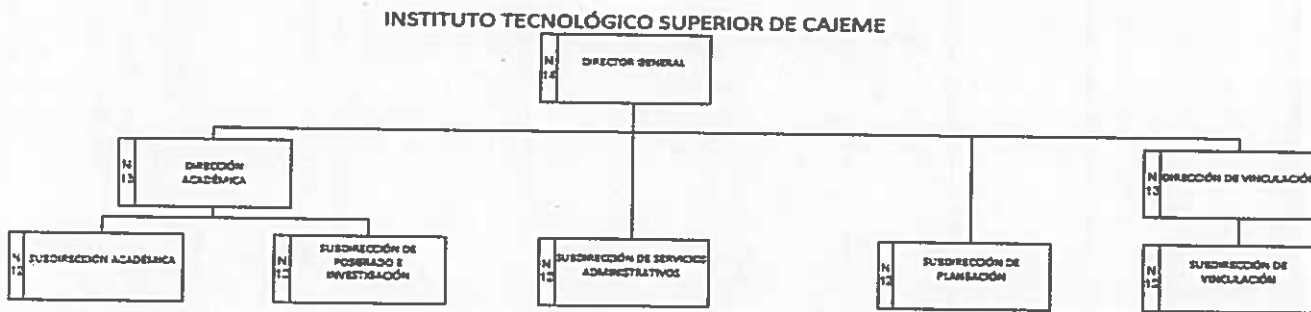 INSTITUTO TECNOLÓGICO SUPERIOR DE CAJEME
N
14
DIRECTOR GENERAL
N
13
DIRECCIÓN
ACADÉMICA
N
13
DIRECCIÓN DE VINCULACIÓN
N
12
SUBDIRECCIÓN ACADÉMICA
N
12
SUBDIRECCIÓN DE
POSGRADO E
INVESTIGACIÓN
N
12
SUBDIRECCIÓN DE SERVICIOS
ADMINISTRATIVOS
N
12
SUBDIRECCIÓN DE
PLANEACIÓN
N
12
SUBDIRECCIÓN DE
VINCULACIÓN